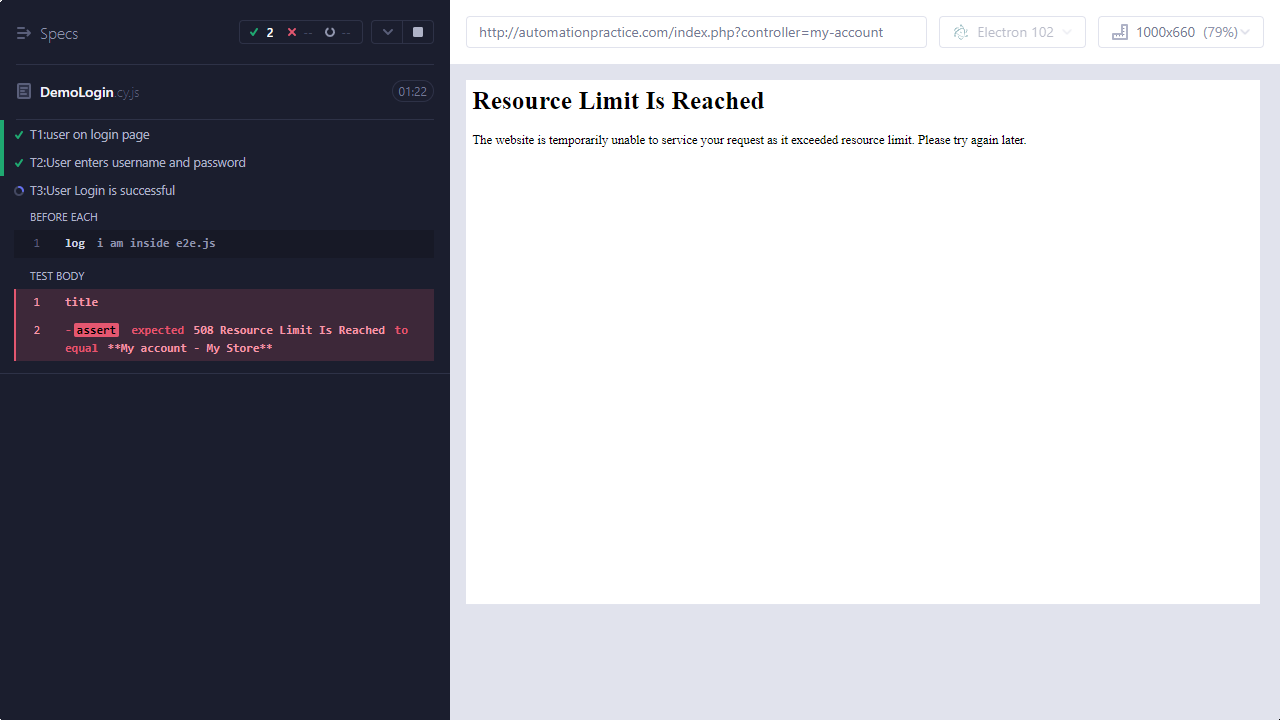 Specs
2 -- --
DemoLogin.cy.js 01:22
T1:user on login page
T2:User enters username and password
T3:User Login is successful
BEFORE EACH
1 log i am inside e2e.js
TEST BODY
1 title
2 -assert expected 508 Resource Limit Is Reached to
equal **My account - My Store**
http://automationpractice.com/index.php?controller=my-account
Electron 102
1000x660 (79%)
Resource Limit Is Reached
The website is temporarily unable to service your request as it exceeded resource limit. Please try again later.